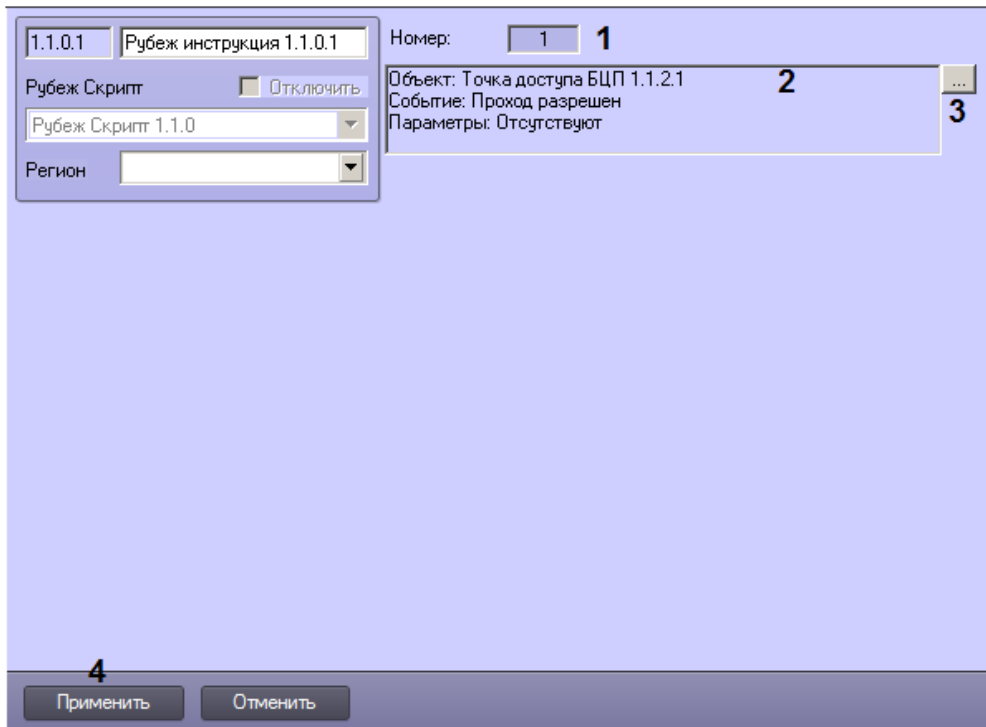 1.1.0.1 Рубеж инструкция 1.1.0.1
Рубеж Скрипт Отключить
Рубеж Скрипт 1.1.0
Регион
Номер: 1 1
Объект: Точка доступа БЦП 1.1.2.1 2 ...
Событие: Проход разрешен 3
Параметры: Отсутствуют
4
Применить Отменить